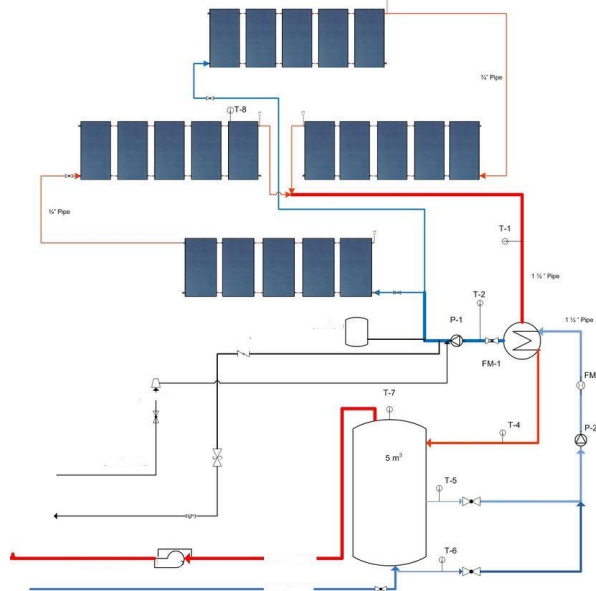 ¾" Pipe
T-8
¾" Pipe
T-1
1 ½ " Pipe
T-2
1 ½ " Pipe
P-1
FM-1
FM
T-7
T-4
P-2
5 m³
T-5
T-6